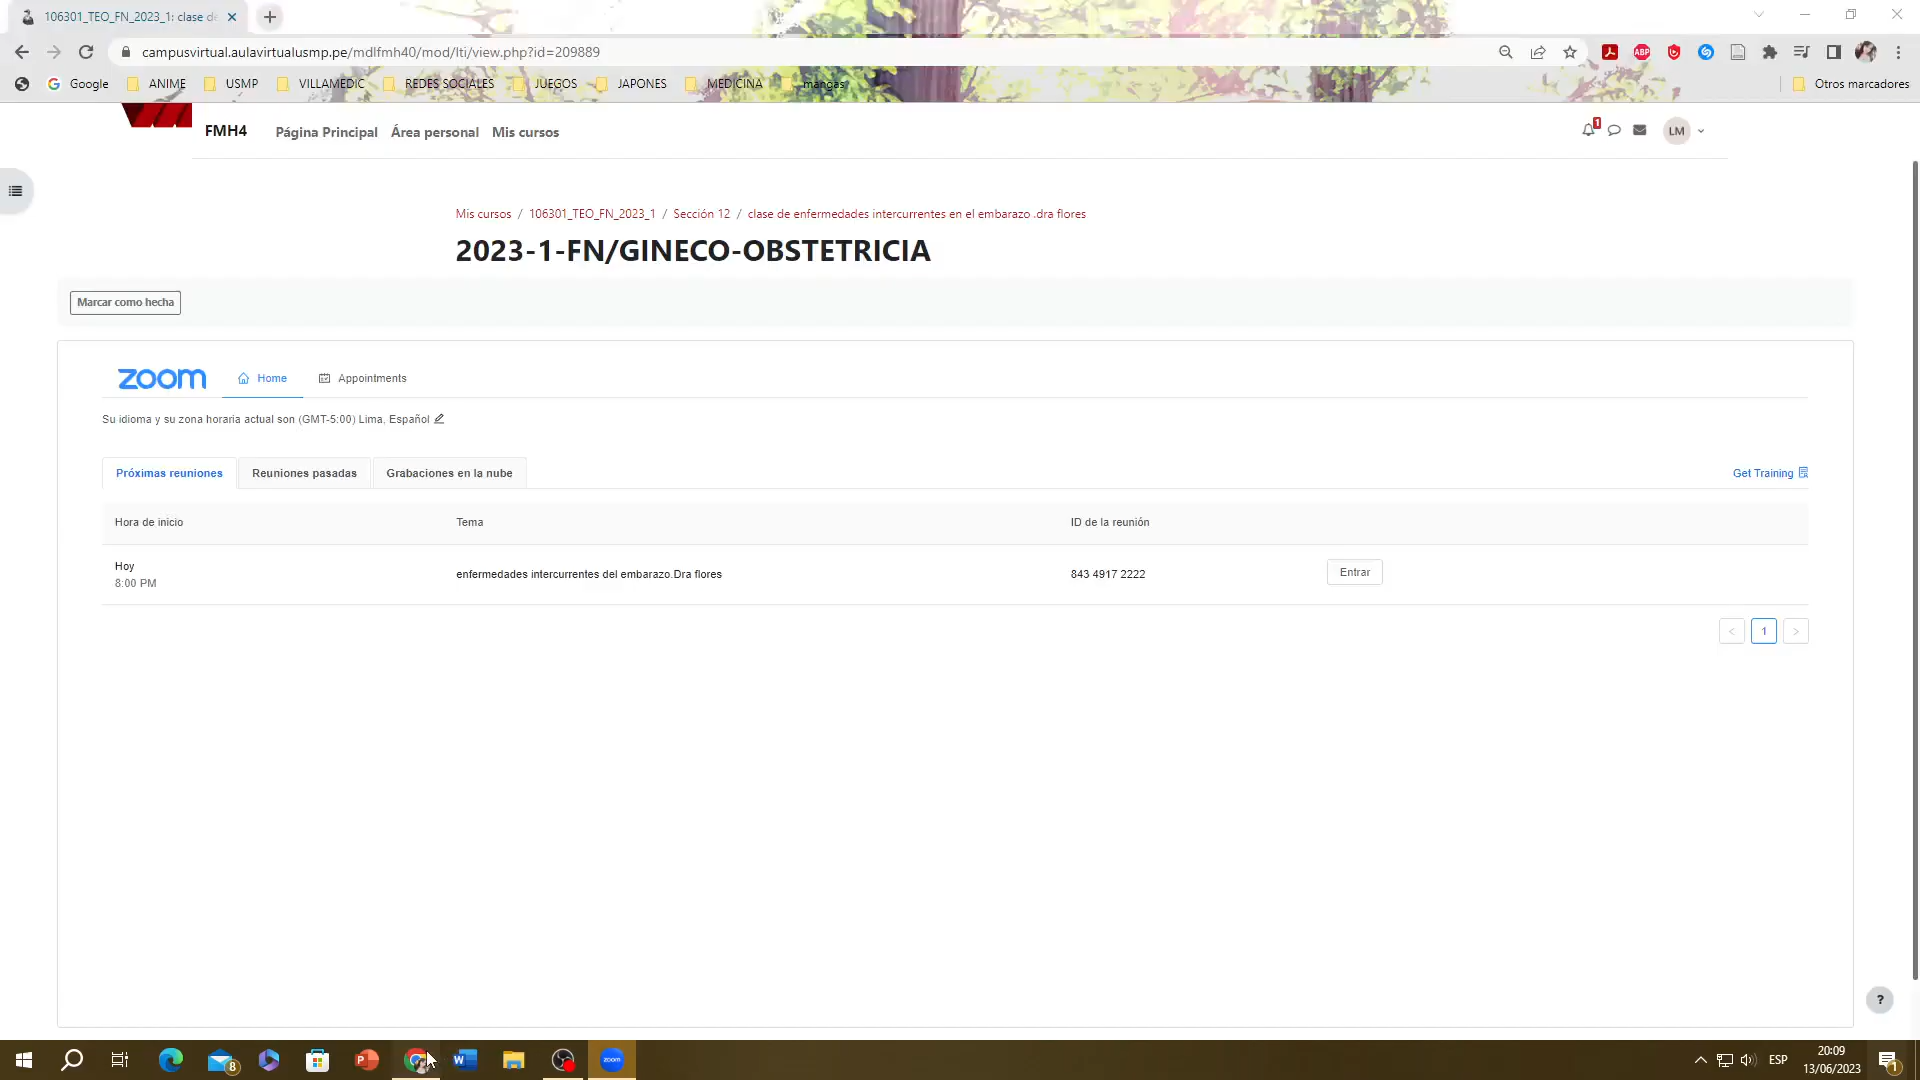 106301_TEO_FN_2023_1: clase de
campusvirtual.aulavirtualusmp.pe/mdlfmh40/mod/lti/view.php?id=209889
ABP
Google
ANIME
USMP
VILLAMEDIC
REDES SOCIALES
JUEGOS
JAPONES
MEDICINA
mangas
Otros marcadores
FMH4
Página Principal
Área personal
Mis cursos
1
LM
Mis cursos / 106301_TEO_FN_2023_1 / Sección 12 / clase de enfermedades intercurrentes en el embarazo .dra flores
2023-1-FN/GINECO-OBSTETRICIA
Marcar como hecha
zoom
Home
Appointments
Su idioma y su zona horaria actual son (GMT-5:00) Lima, Español
Próximas reuniones
Reuniones pasadas
Grabaciones en la nube
Get Training
Hora de inicio
Tema
ID de la reunión
Hoy
8:00 PM
enfermedades intercurrentes del embarazo.Dra flores
843 4917 2222
Entrar
< 1 >
?
8
zoom
ESP
20:09
13/06/2023
1